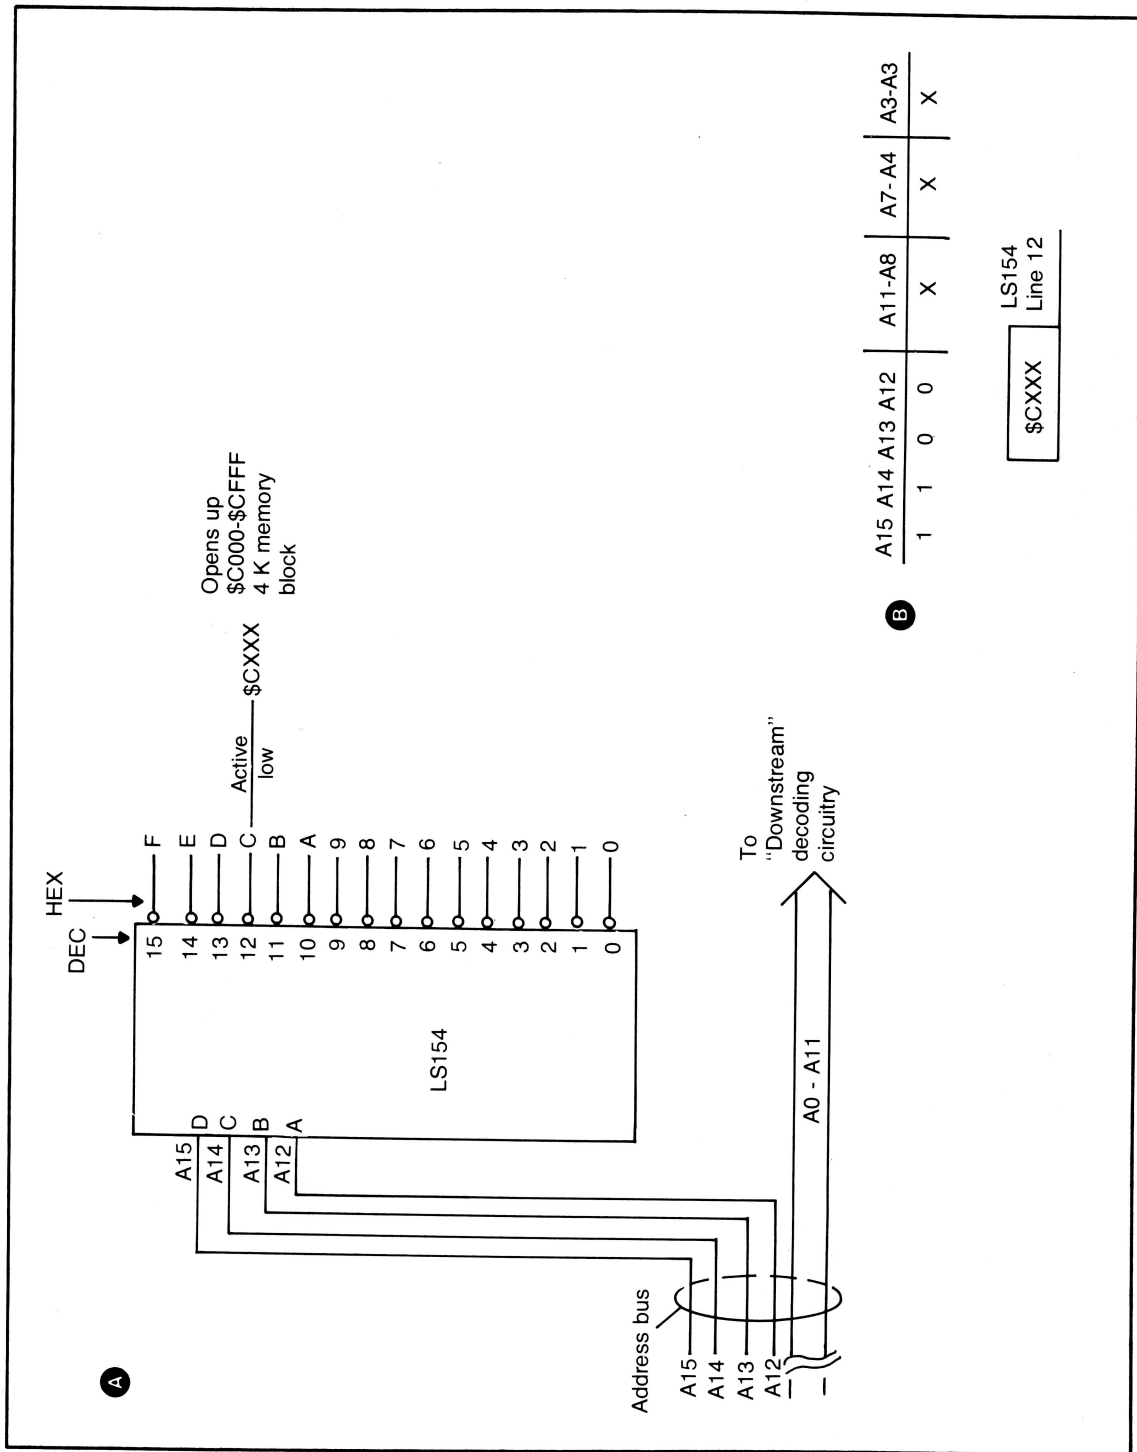 A
HEX
DEC
15 F
14 E
13 D
12 C
11 B
10 A
9 9
8 8
7 7
6 6
5 5
4 4
3 3
2 2
1 1
0 0
Active
low
$CXXX
Opens up
$C000-$CFFF
4 K memory
block
A15 D
A14 C
A13 B
A12 A
LS154
Address bus
A15
A14
A13
A12
A0 - A11
To
"Downstream"
decoding
circuitry
B
A15 A14 A13 A12 A11-A8 A7-A4 A3-A3
1 1 0 0 X X X
$CXXX
LS154
Line 12